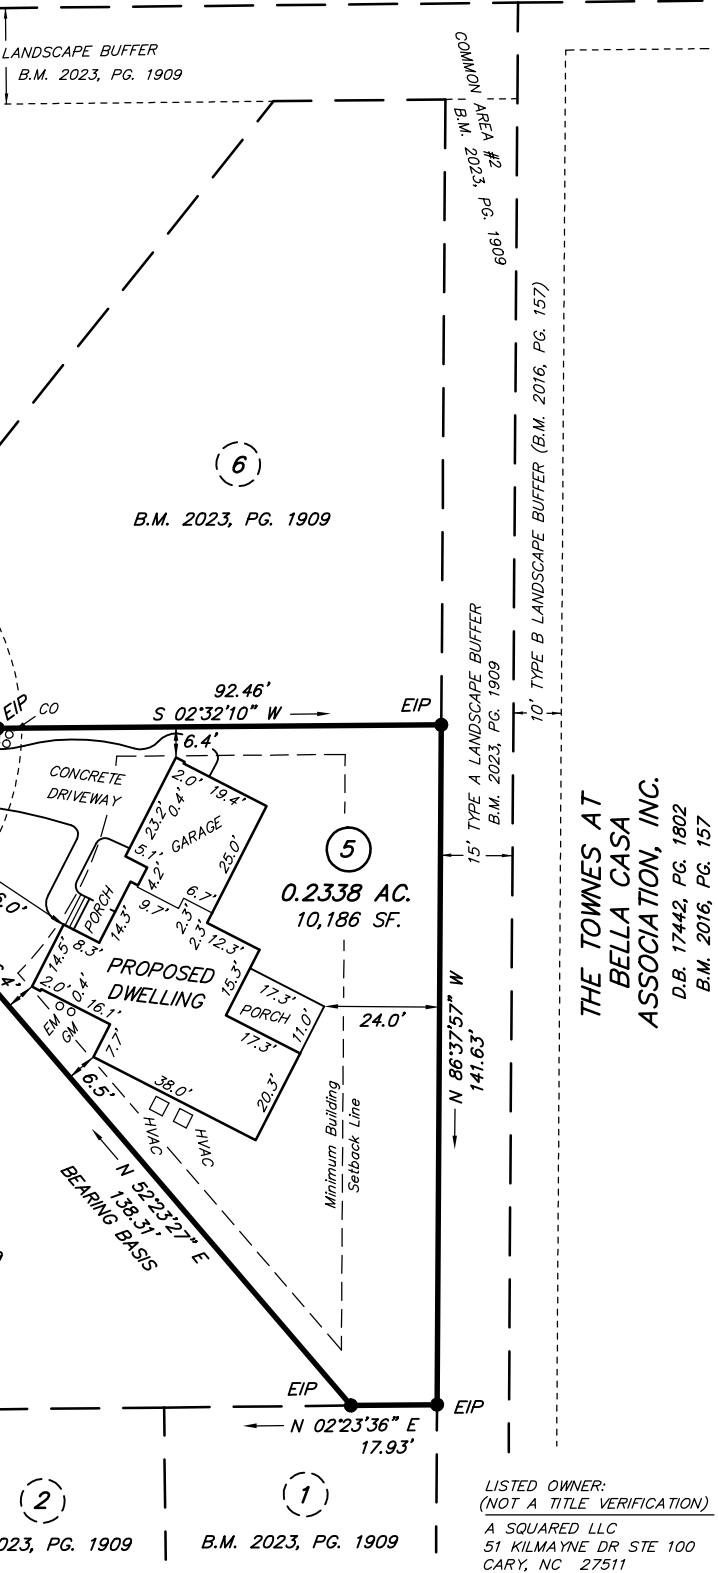 LANDSCAPE BUFFER
B.M. 2023, PG. 1909
COMMON AREA #2
B.M. 2023, PG. 1909
10' TYPE B LANDSCAPE BUFFER (B.M. 2016, PG. 157)
6
B.M. 2023, PG. 1909
15' TYPE A LANDSCAPE BUFFER
B.M. 2023, PG. 1909
92.46'
S 02°32'10" W
EIP
EIP
CO
6.4'
CONCRETE
DRIVEWAY
2.0'
19.4'
23.2'
0.4'
GARAGE
25.0'
5.1'
4.2'
5
0.2338 AC.
10,186 SF.
PORCH
14.3'
9.7'
6.7'
2.3'
2.3'
12.3'
8.3'
14.5'
PROPOSED
DWELLING
15.3'
17.3'
PORCH
11.0'
17.3'
24.0'
2.0'
0.4'
16.1'
EM
GM
7.7'
6.5'
38.0'
20.3'
HVAC
HVAC
Minimum Building
Setback Line
N 86°37'57" W
141.63'
N 52°23'27" E
138.31'
BEARING BASIS
THE TOWNES AT
BELLA CASA
ASSOCIATION, INC.
D.B. 17442, PG. 1802
B.M. 2016, PG. 157
EIP
EIP
N 02°23'36" E
17.93'
2
023, PG. 1909
1
B.M. 2023, PG. 1909
LISTED OWNER:
(NOT A TITLE VERIFICATION)
A SQUARED LLC
51 KILMAYNE DR STE 100
CARY, NC 27511